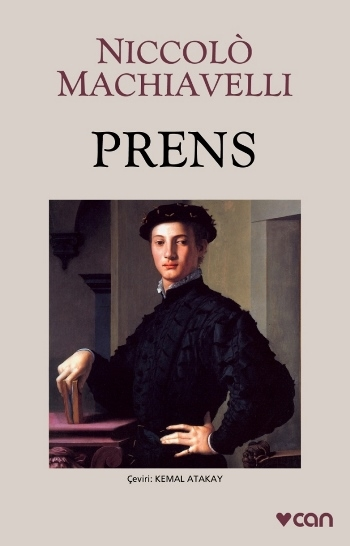 NICCOLÒ
MACHIAVELLI
PRENS
Çeviri: KEMAL ATAKAY
can